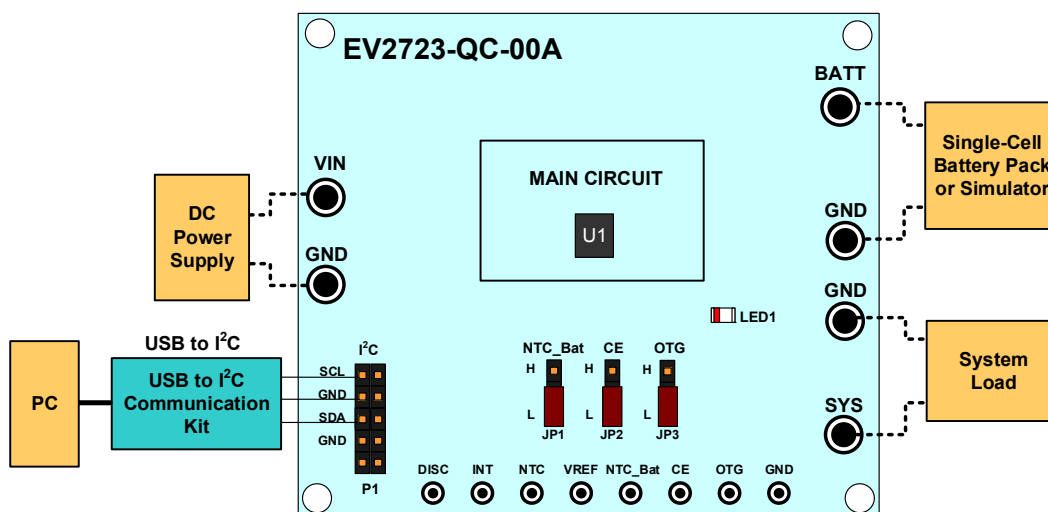 EV2723-QC-00A
BATT
VIN
MAIN CIRCUIT
U1
DC
Power
Supply
GND
Single-Cell
Battery Pack
or Simulator
GND
GND
LED1
USB to I²C
I²C
NTC_Bat CE OTG
PC
USB to I²C
Communication
Kit
SCL
GND
SDA
GND
H H H
L L L
JP1 JP2 JP3
System
Load
SYS
P1
DISC INT NTC VREF NTC_Bat CE OTG GND